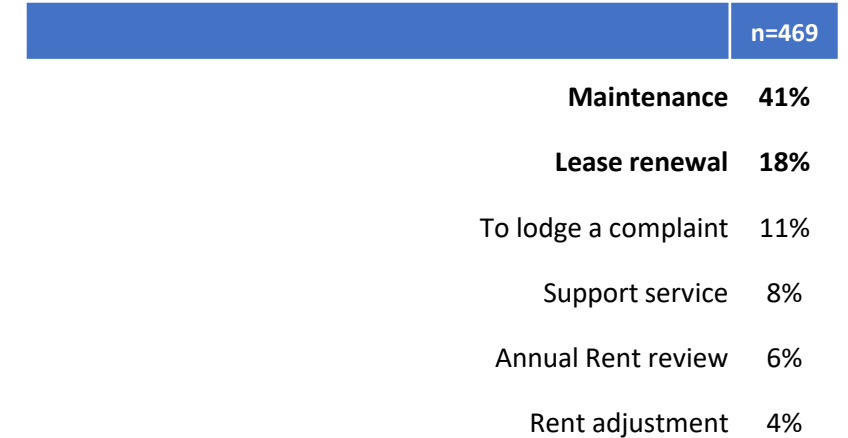 n=469
Maintenance 41%
Lease renewal 18%
To lodge a complaint 11%
Support service 8%
Annual Rent review 6%
Rent adjustment 4%